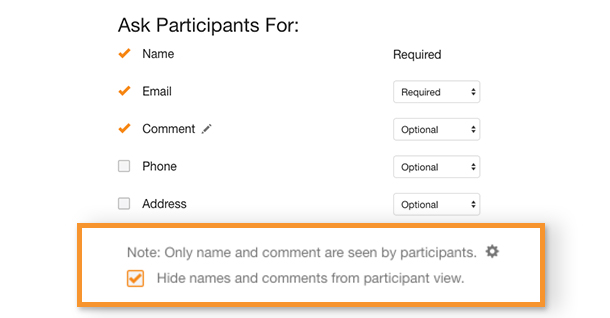 Ask Participants For:
Name Required
Email Required
Comment Optional
Phone Optional
Address Optional
Note: Only name and comment are seen by participants.
Hide names and comments from participant view.